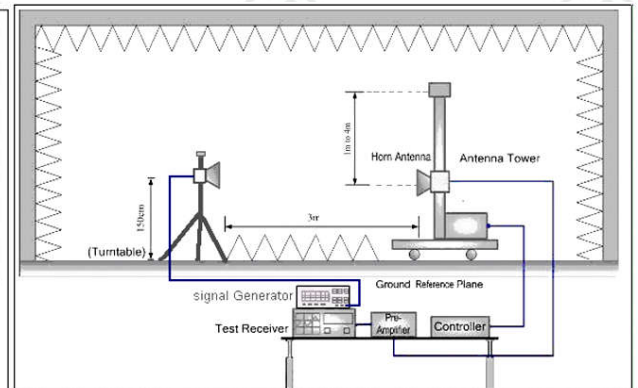 1m to 4m
Horn Antenna
Antenna Tower
150cm
3m
(Turntable)
Ground Reference Plane
signal Generator
Test Receiver
Pre-
Amplifier
Controller